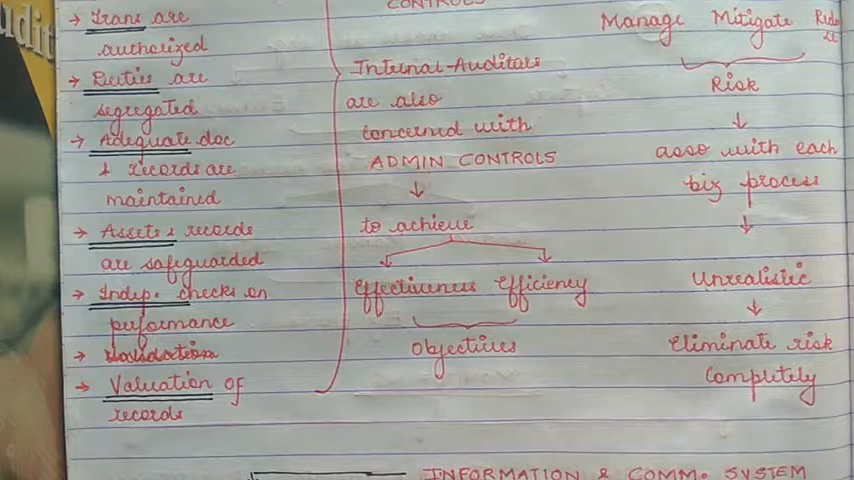 udit
→ Trans are
authorized
→ Duties are
segregated
→ Adequate doc
& records are
maintained
→ Assets & records
are safeguarded
→ Indep. checks on
performance
→ Validation
→ Valuation of
records
CONTROLS
Internal Auditors
are also
concerned with
ADMIN CONTROLS
↓
to achieve
Effectiveness Efficiency
Objectives
Manage Mitigate
Risk
↓
asso with each
biz process
↓
Unrealistic
↓
Eliminate risk
Completely
INFORMATION & COMM. SYSTEM